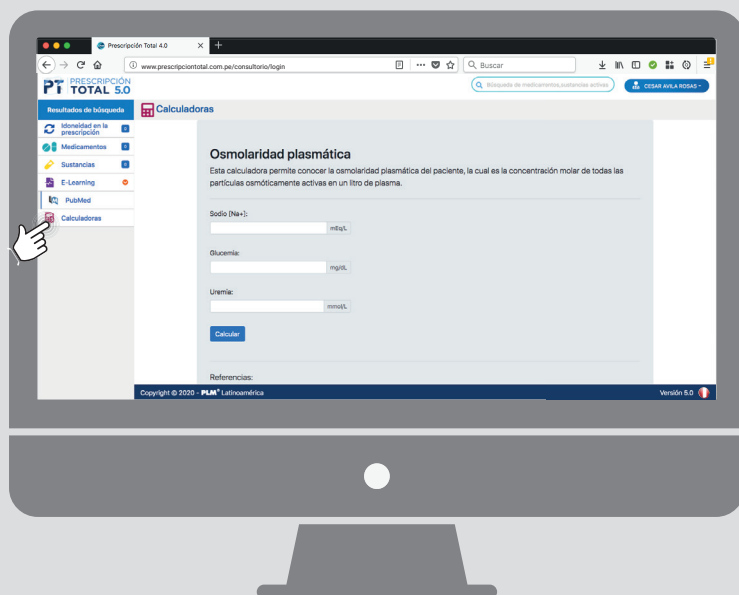 Prescripción Total 4.0
www.prescripciontotal.com.pe/consultorio/login
Buscar
PT PRESCRIPCIÓN
TOTAL 5.0
Búsqueda de medicamentos,sustancias activas
CESAR AVILA ROSAS
Resultados de búsqueda
Calculadoras
Idoneidad en la
prescripción
0
Medicamentos
0
Sustancias
0
E-Learning
PubMed
Calculadoras
Osmolaridad plasmática
Esta calculadora permite conocer la osmolaridad plasmática del paciente, la cual es la concentración molar de todas las
partículas osmóticamente activas en un litro de plasma.
Sodio (Na+):
mEq/L
Glucemia:
mg/dL
Uremia:
mmol/L
Calcular
Referencias:
Copyright © 2020 - PLM® Latinoamérica
Versión 5.0